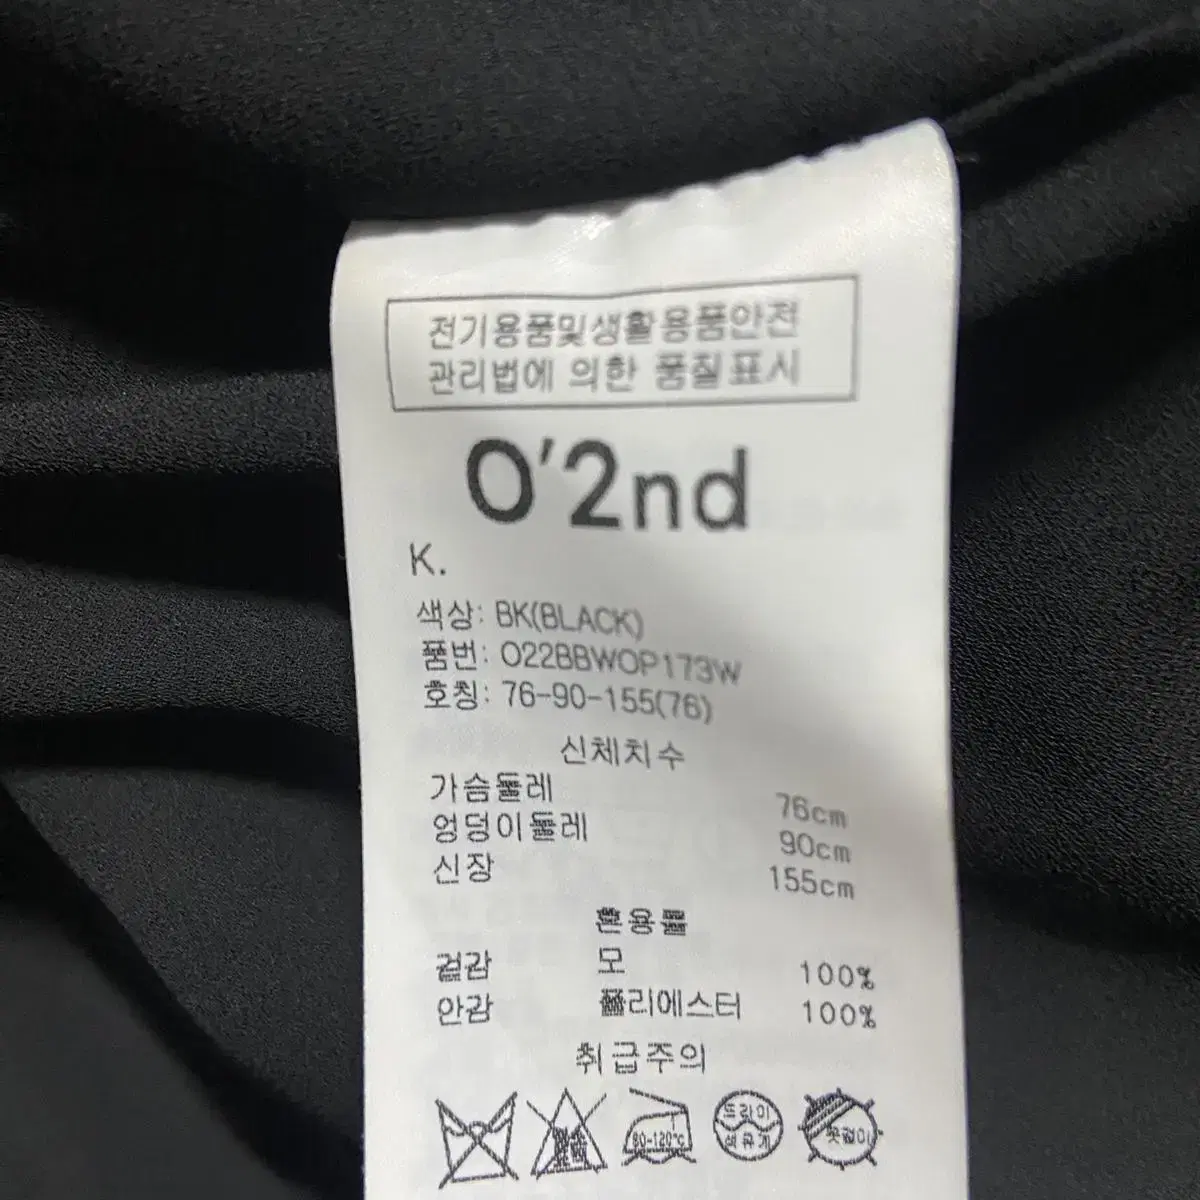 전기용품및생활용품안전
관리법에 의한 품질표시
O'2nd
K.
색상: BK(BLACK)
품번: O22BBWOP173W
호칭: 76-90-155(76)
신체치수
가슴둘레 76cm
엉덩이둘레 90cm
신장 155cm
혼용률
겉감 모 100%
안감 폴리에스터 100%
취급주의
80-120℃
드라이
석유계
옷걸이